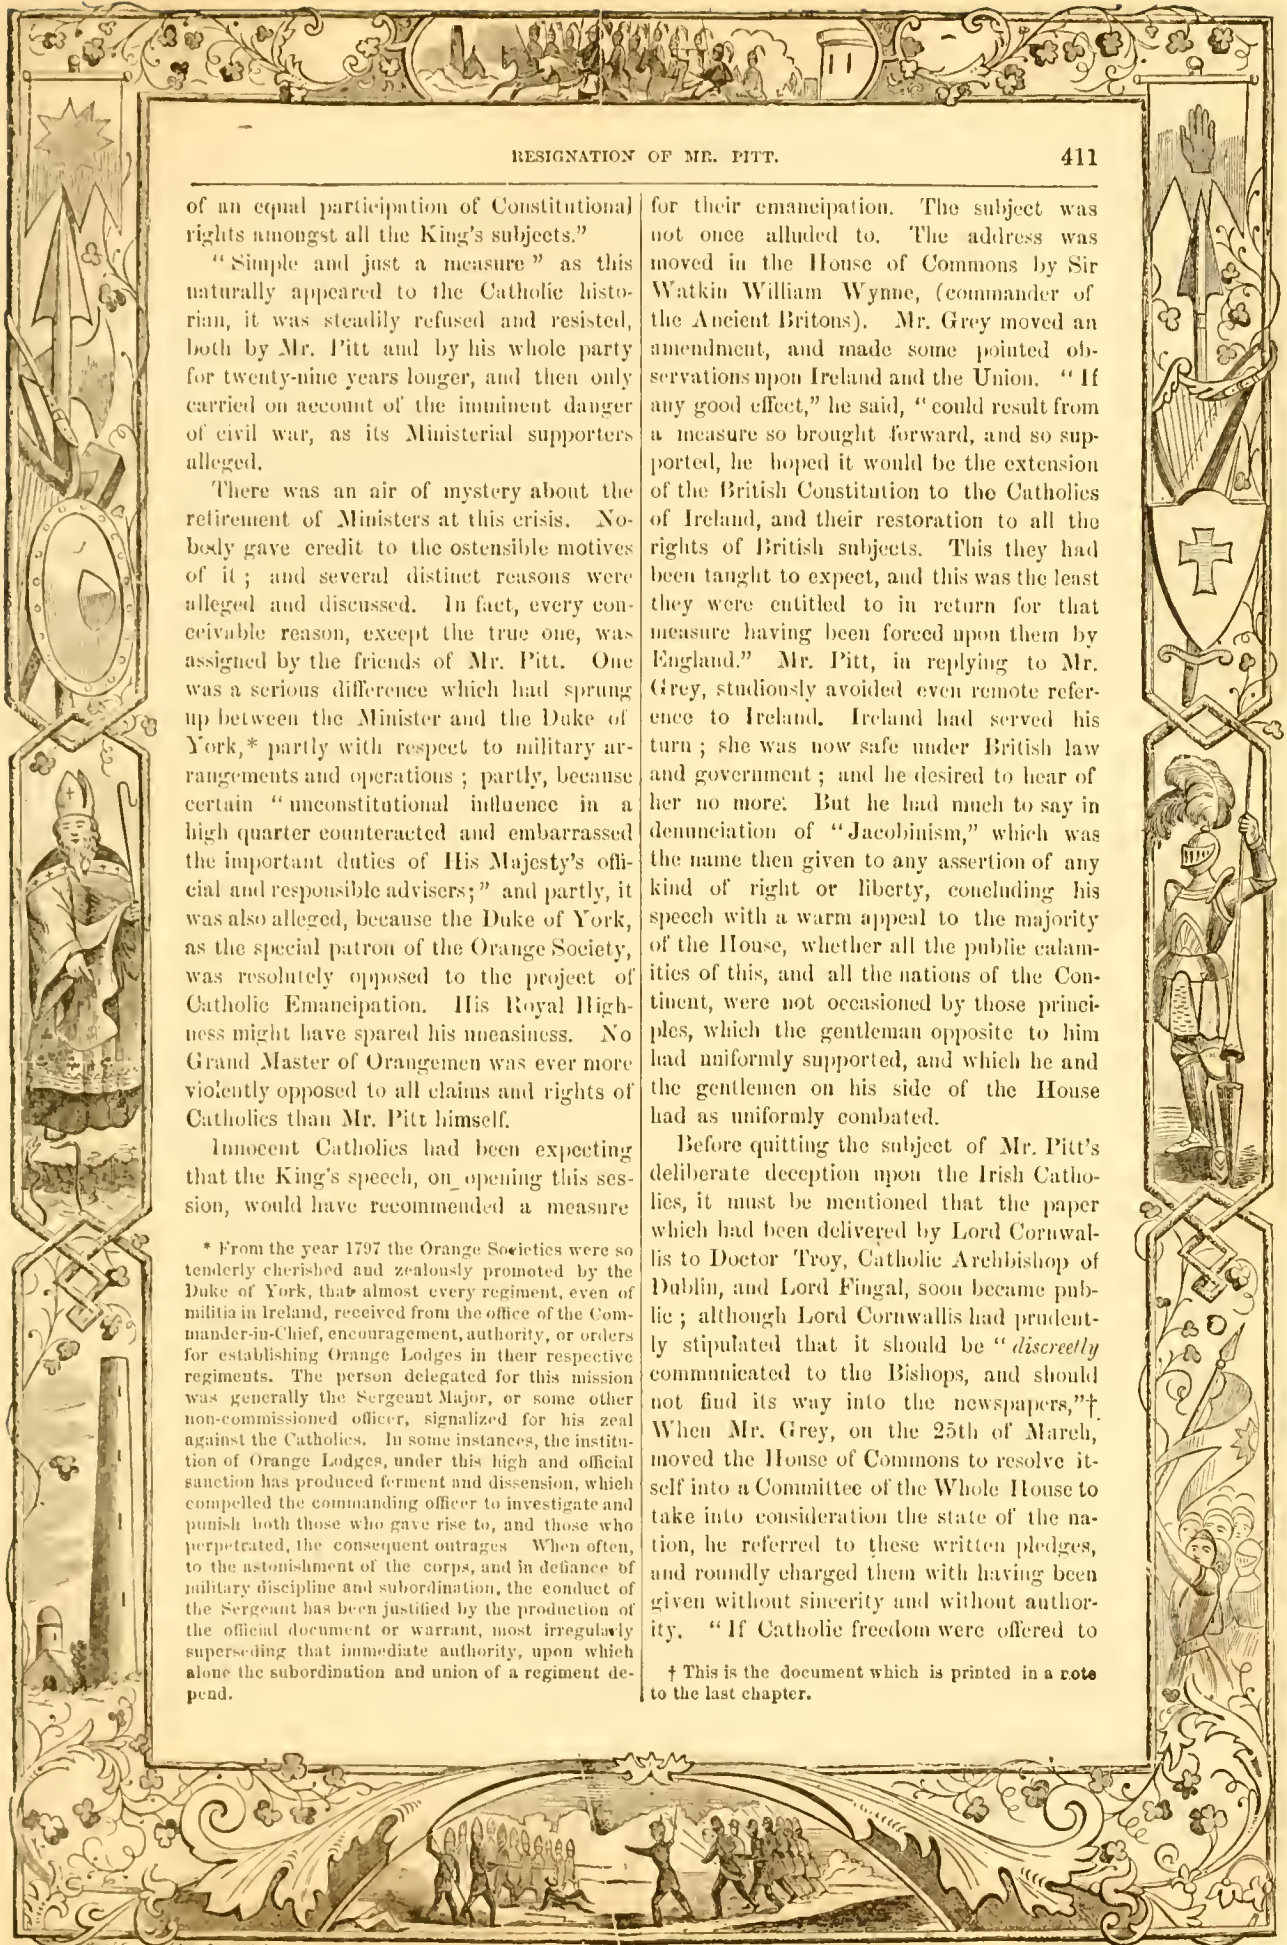 RESIGNATION OF MR. PITT.
411
of an equal participation of Constitutional
rights amongst all the King's subjects.”
“Simple and just a measure” as this
naturally appeared to the Catholic histo-
rian, it was steadily refused and resisted,
both by Mr. Pitt and by his whole party
for twenty-nine years longer, and then only
carried on account of the imminent danger
of civil war, as its Ministerial supporters
alleged.
There was an air of mystery about the
retirement of Ministers at this crisis. No-
body gave credit to the ostensible motives
of it; and several distinct reasons were
alleged and discussed. In fact, every con-
ceivable reason, except the true one, was
assigned by the friends of Mr. Pitt. One
was a serious difference which had sprung
up between the Minister and the Duke of
York,* partly with respect to military ar-
rangements and operations; partly, because
certain “unconstitutional influence in a
high quarter counteracted and embarrassed
the important duties of His Majesty's offi-
cial and responsible advisers;” and partly, it
was also alleged, because the Duke of York,
as the special patron of the Orange Society,
was resolutely opposed to the project of
Catholic Emancipation. His Royal High-
ness might have spared his uneasiness. No
Grand Master of Orangemen was ever more
violently opposed to all claims and rights of
Catholics than Mr. Pitt himself.
Innocent Catholics had been expecting
that the King's speech, on opening this ses-
sion, would have recommended a measure
* From the year 1797 the Orange Societies were so
tenderly cherished and zealously promoted by the
Duke of York, that almost every regiment, even of
militia in Ireland, received from the office of the Com-
mander-in-Chief, encouragement, authority, or orders
for establishing Orange Lodges in their respective
regiments. The person delegated for this mission
was generally the Sergeant Major, or some other
non-commissioned officer, signalized for his zeal
against the Catholics. In some instances, the institu-
tion of Orange Lodges, under this high and official
sanction has produced ferment and dissension, which
compelled the commanding officer to investigate and
punish both those who gave rise to, and those who
perpetrated, the consequent outrages When often,
to the astonishment of the corps, and in defiance of
military discipline and subordination, the conduct of
the Sergeant has been justified by the production of
the official document or warrant, most irregularly
superseding that immediate authority, upon which
alone the subordination and union of a regiment de-
pend.
for their emancipation. The subject was
not once alluded to. The address was
moved in the House of Commons by Sir
Watkin William Wynne, (commander of
the Ancient Britons). Mr. Grey moved an
amendment, and made some pointed ob-
servations upon Ireland and the Union. “If
any good effect,” he said, “could result from
a measure so brought forward, and so sup-
ported, he hoped it would be the extension
of the British Constitution to the Catholics
of Ireland, and their restoration to all the
rights of British subjects. This they had
been taught to expect, and this was the least
they were entitled to in return for that
measure having been forced upon them by
England.” Mr. Pitt, in replying to Mr.
Grey, studiously avoided even remote refer-
ence to Ireland. Ireland had served his
turn; she was now safe under British law
and government; and he desired to hear of
her no more. But he had much to say in
denunciation of “Jacobinism,” which was
the name then given to any assertion of any
kind of right or liberty, concluding his
speech with a warm appeal to the majority
of the House, whether all the public calam-
ities of this, and all the nations of the Con-
tinent, were not occasioned by those princi-
ples, which the gentleman opposite to him
had uniformly supported, and which he and
the gentlemen on his side of the House
had as uniformly combated.
Before quitting the subject of Mr. Pitt's
deliberate deception upon the Irish Catho-
lics, it must be mentioned that the paper
which had been delivered by Lord Cornwal-
lis to Doctor Troy, Catholic Archbishop of
Dublin, and Lord Fingal, soon became pub-
lic; although Lord Cornwallis had prudent-
ly stipulated that it should be “discreetly
communicated to the Bishops, and should
not find its way into the newspapers,”†
When Mr. Grey, on the 25th of March,
moved the House of Commons to resolve it-
self into a Committee of the Whole House to
take into consideration the state of the na-
tion, he referred to these written pledges,
and roundly charged them with having been
given without sincerity and without author-
ity. “If Catholic freedom were offered to
† This is the document which is printed in a note
to the last chapter.